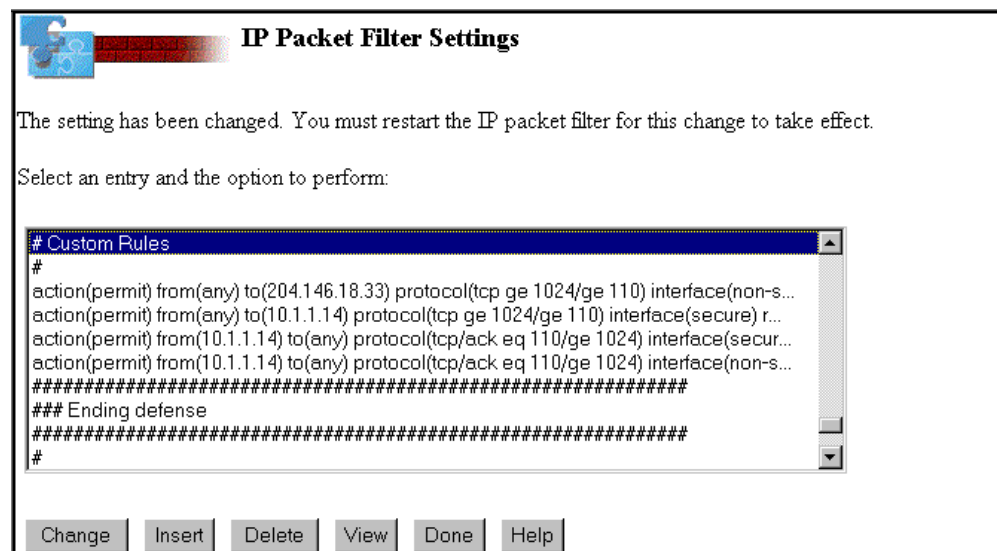 IP Packet Filter Settings
The setting has been changed. You must restart the IP packet filter for this change to take effect.
Select an entry and the option to perform:
# Custom Rules
#
action(permit) from(any) to(204.146.18.33) protocol(tcp ge 1024/ge 110) interface(non-s...
action(permit) from(any) to(10.1.1.14) protocol(tcp ge 1024/ge 110) interface(secure) r...
action(permit) from(10.1.1.14) to(any) protocol(tcp/ack eq 110/ge 1024) interface(secur...
action(permit) from(10.1.1.14) to(any) protocol(tcp/ack eq 110/ge 1024) interface(non-s...
###############################################################
### Ending defense
###############################################################
#
Change Insert Delete View Done Help